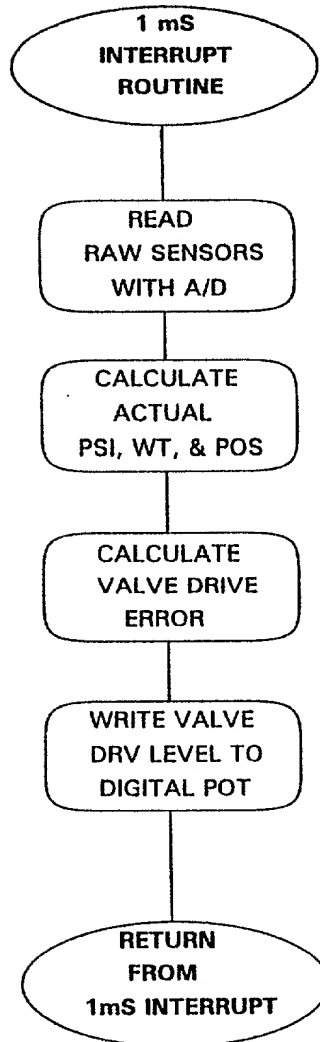 1 mS
INTERRUPT
ROUTINE
READ
RAW SENSORS
WITH A/D
CALCULATE
ACTUAL
PSI, WT, & POS
CALCULATE
VALVE DRIVE
ERROR
WRITE VALVE
DRV LEVEL TO
DIGITAL POT
RETURN
FROM
1mS INTERRUPT